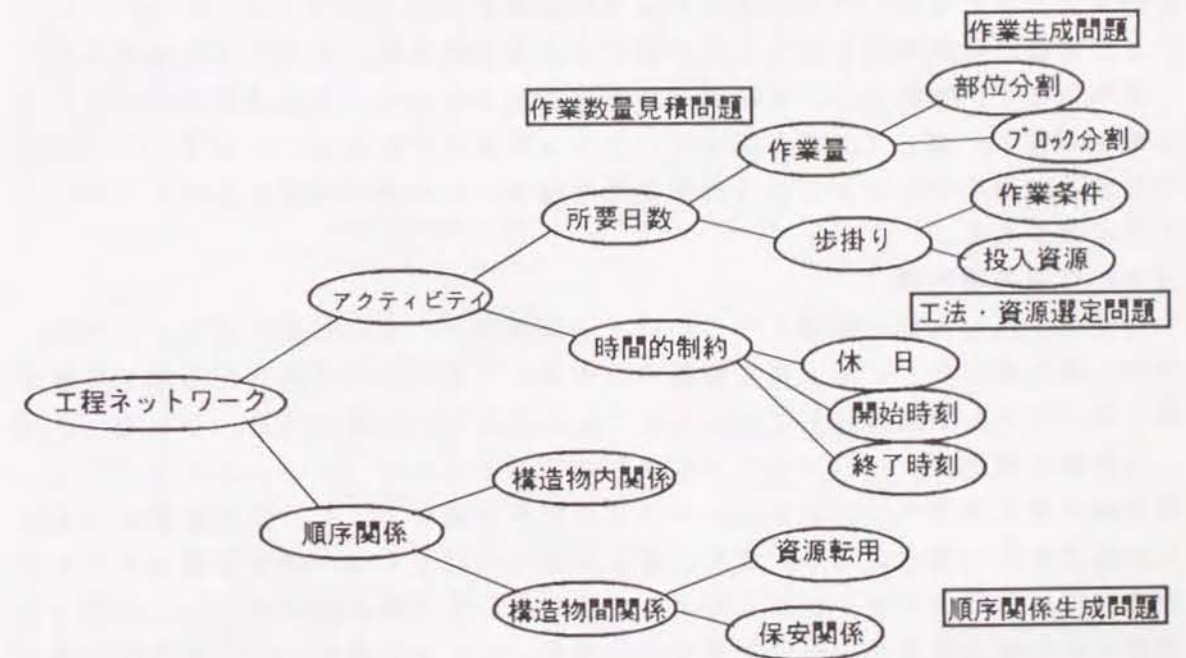 作業生成問題
部位分割
作業数量見積問題
ブロック分割
作業量
作業条件
所要日数
歩掛り
投入資源
アクティビティ
工法・資源選定問題
時間的制約
休　日
工程ネットワーク
開始時刻
終了時刻
構造物内関係
順序関係
資源転用
構造物間関係
順序関係生成問題
保安関係